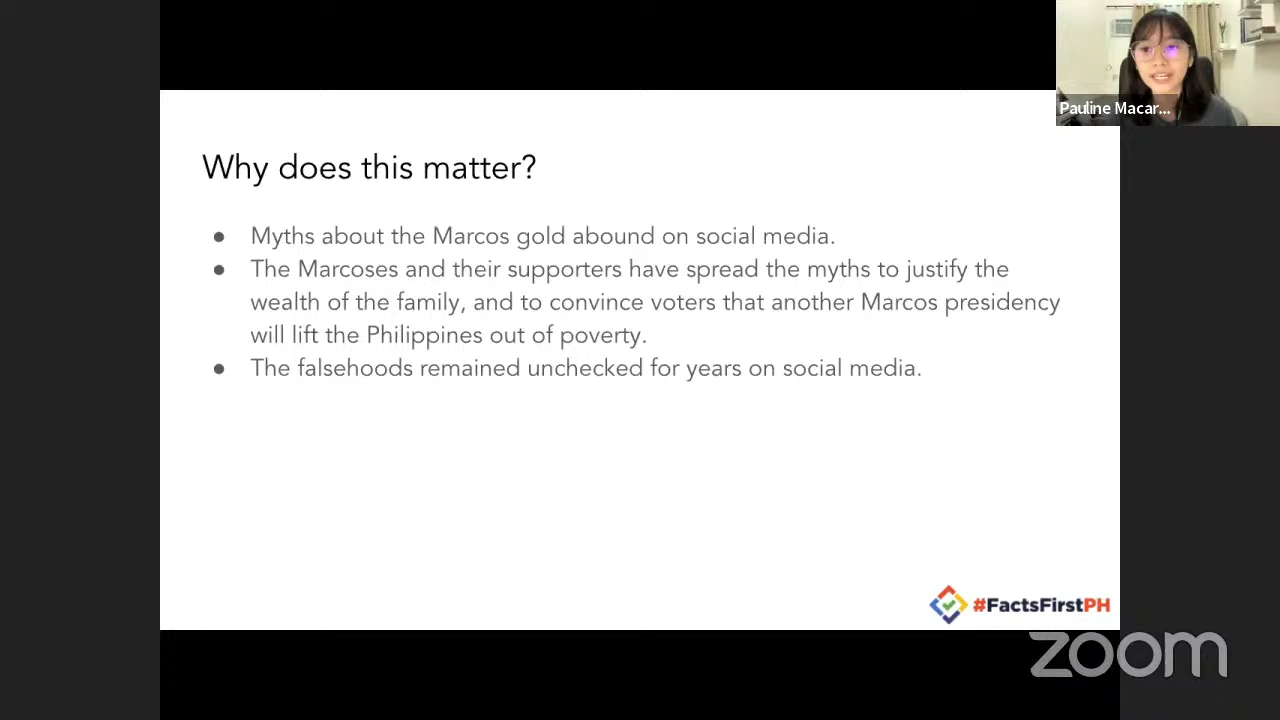 Pauline Macar...
Why does this matter?
● Myths about the Marcos gold abound on social media.
● The Marcoses and their supporters have spread the myths to justify the
wealth of the family, and to convince voters that another Marcos presidency
will lift the Philippines out of poverty.
● The falsehoods remained unchecked for years on social media.
#FactsFirstPH
zoom